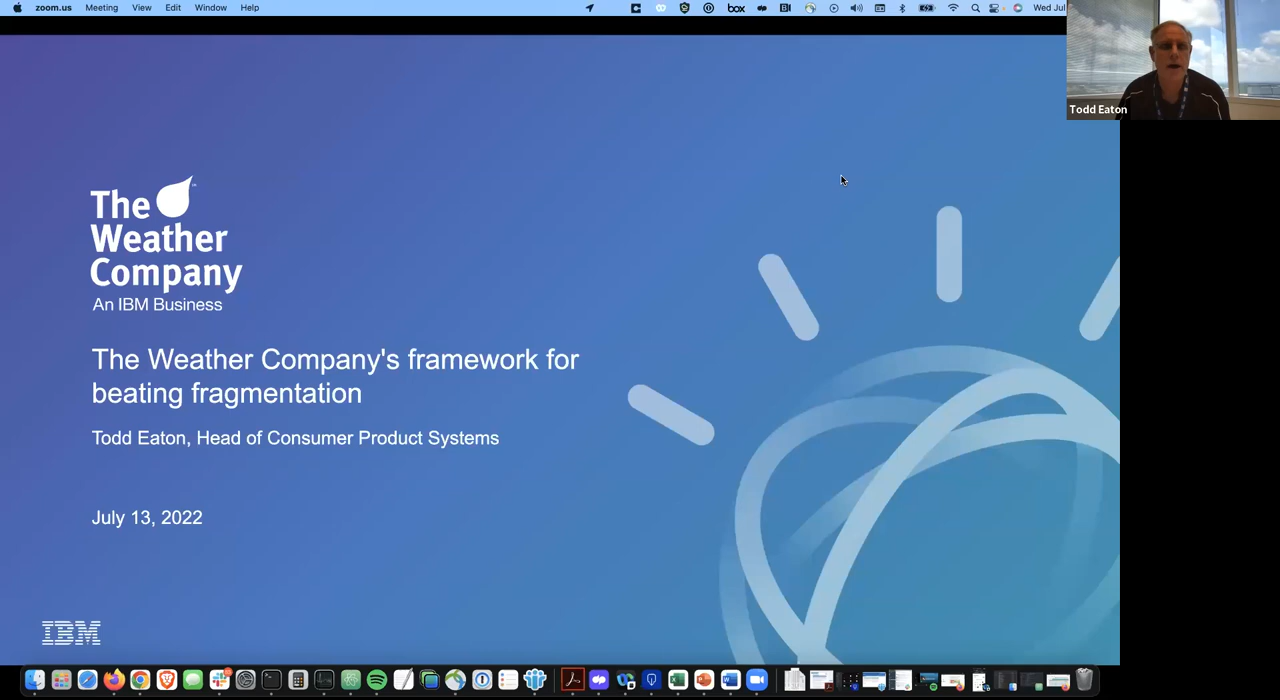 zoom.us Meeting View Edit Window Help box Wed Jul
Todd Eaton
The
Weather
Company
An IBM Business
The Weather Company's framework for
beating fragmentation
Todd Eaton, Head of Consumer Product Systems
July 13, 2022
IBM